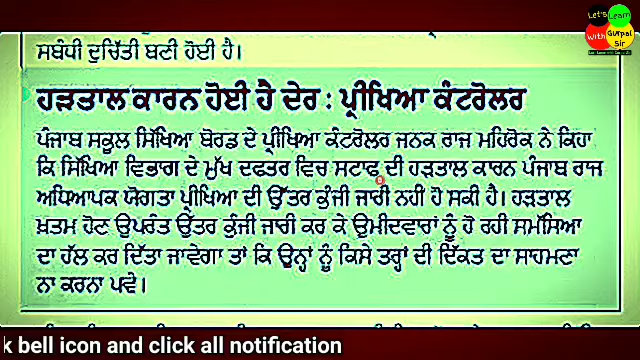 ਸਬੰਧੀ ਦੁਚਿੱਤੀ ਬਣੀ ਹੋਈ ਹੈ।
Let's Learn
With Gurpal
Sir
ਹੜਤਾਲ ਕਾਰਨ ਹੋਈ ਹੈ ਦੇਰ : ਪ੍ਰੀਖਿਆ ਕੰਟਰੋਲਰ
ਪੰਜਾਬ ਸਕੂਲ ਸਿੱਖਿਆ ਬੋਰਡ ਦੇ ਪ੍ਰੀਖਿਆ ਕੰਟਰੋਲਰ ਜਨਕ ਰਾਜ ਮਹਿਰੋਕ ਨੇ ਕਿਹਾ
ਕਿ ਸਿੱਖਿਆ ਵਿਭਾਗ ਦੇ ਮੁੱਖ ਦਫਤਰ ਵਿਚ ਸਟਾਫ ਦੀ ਹੜਤਾਲ ਕਾਰਨ ਪੰਜਾਬ ਰਾਜ
ਅਧਿਆਪਕ ਯੋਗਤਾ ਪ੍ਰੀਖਿਆ ਦੀ ਉੱਤਰ ਕੁੰਜੀ ਜਾਰੀ ਨਹੀਂ ਹੋ ਸਕੀ ਹੈ। ਹੜਤਾਲ
ਖ਼ਤਮ ਹੋਣ ਉਪਰੰਤ ਉੱਤਰ ਕੁੰਜੀ ਜਾਰੀ ਕਰ ਕੇ ਉਮੀਦਵਾਰਾਂ ਨੂੰ ਹੋ ਰਹੀ ਸਮੱਸਿਆ
ਦਾ ਹੱਲ ਕਰ ਦਿੱਤਾ ਜਾਵੇਗਾ ਤਾਂ ਕਿ ਉਨ੍ਹਾਂ ਨੂੰ ਕਿਸੇ ਤਰ੍ਹਾਂ ਦੀ ਦਿੱਕਤ ਦਾ ਸਾਹਮਣਾ
ਨਾ ਕਰਨਾ ਪਵੇ।
k bell icon and click all notification